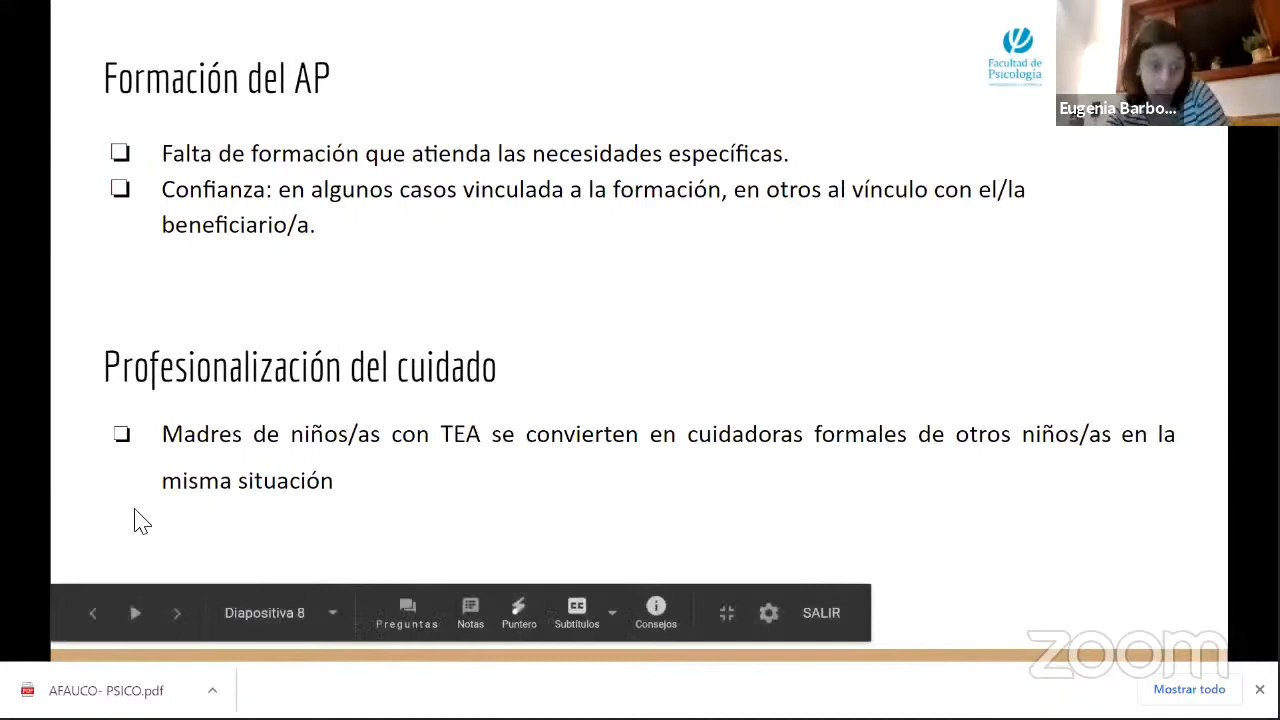 Formación del AP
Facultad de
Psicología
Eugenia Barbo...
❏ Falta de formación que atienda las necesidades específicas.
❏ Confianza: en algunos casos vinculada a la formación, en otros al vínculo con el/la
beneficiario/a.
Profesionalización del cuidado
❏ Madres de niños/as con TEA se convierten en cuidadoras formales de otros niños/as en la
misma situación
Diapositiva 8
Preguntas
Notas
Puntero
CC
Subtítulos
Consejos
SALIR
zoom
PDF
AFAUCO- PSICO.pdf
Mostrar todo